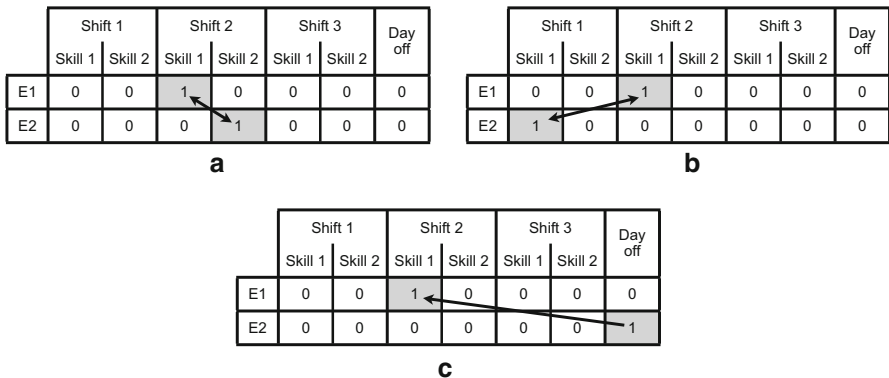 Shift 1 Shift 2 Shift 3 Day off
Skill 1 Skill 2 Skill 1 Skill 2 Skill 1 Skill 2
E1 0 0 1 0 0 0 0
E2 0 0 0 1 0 0 0
a
Shift 1 Shift 2 Shift 3 Day off
Skill 1 Skill 2 Skill 1 Skill 2 Skill 1 Skill 2
E1 0 0 1 0 0 0 0
E2 1 0 0 0 0 0 0
b
Shift 1 Shift 2 Shift 3 Day off
Skill 1 Skill 2 Skill 1 Skill 2 Skill 1 Skill 2
E1 0 0 1 0 0 0 0
E2 0 0 0 0 0 0 1
c